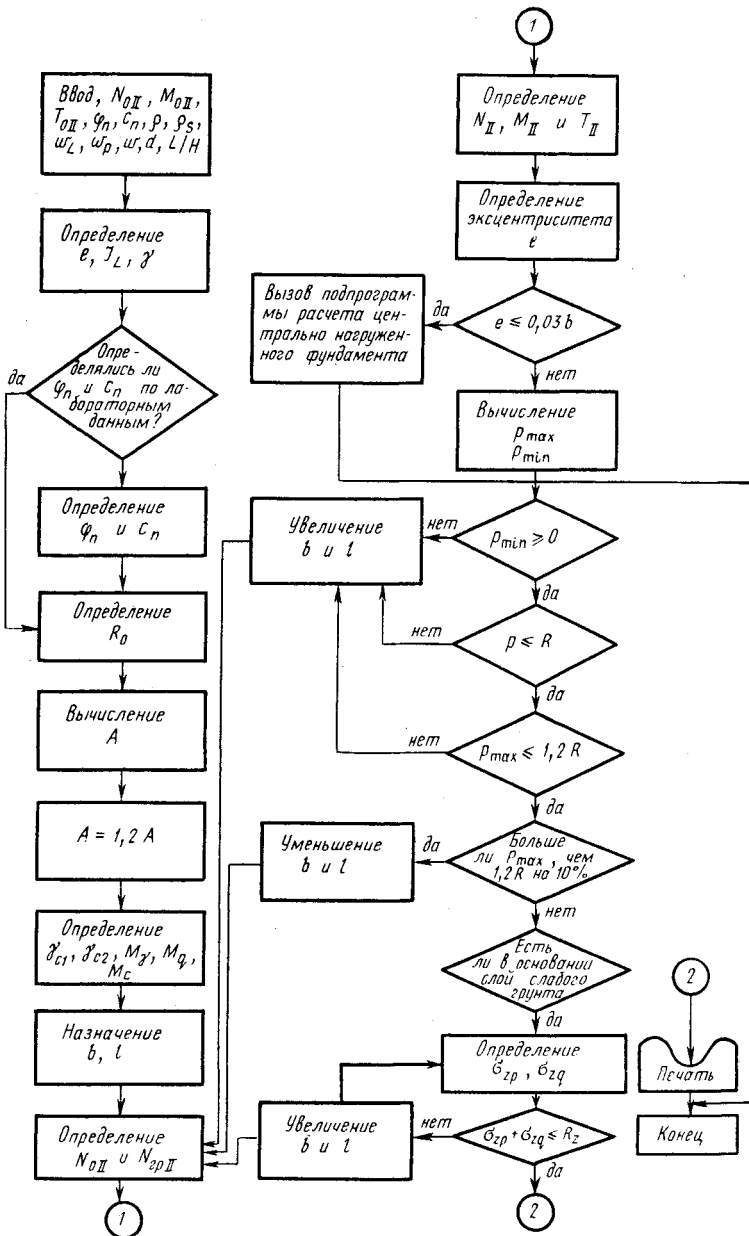 Ввод, N₀II, M₀II,
T₀II, φn, cn, ρ, ρs,
wL, wp, w, d, L/H
Определение
e, JL, γ
Опре-
делялись ли
φn и cn по ла-
бораторным
данным?
да
Определение
φn и cn
Определение
R₀
Вычисление
A
A = 1,2 A
Определение
γc1, γc2, Mγ, Mq,
Mc
Назначение
b, l
Определение
N₀II и NгрII
1
1
Определение
NII, MII и TII
Определение
эксцентриситета
e
e ≤ 0,03b
да
нет
Вызов подпрограм-
мы расчета цен-
трально нагружен-
ного фундамента
Вычисление
pmax
pmin
pmin ≥ 0
нет
да
Увеличение
b и l
p ≤ R
нет
да
pmax ≤ 1,2 R
нет
да
Больше
ли Pmax, чем
1,2R на 10%
да
нет
Уменьшение
b и l
Есть
ли в основании
слой сладого
грунта
да
Определение
σzp, σzq
σzp + σzq ≤ Rz
нет
да
Увеличение
b и l
2
2
Печать
Конец